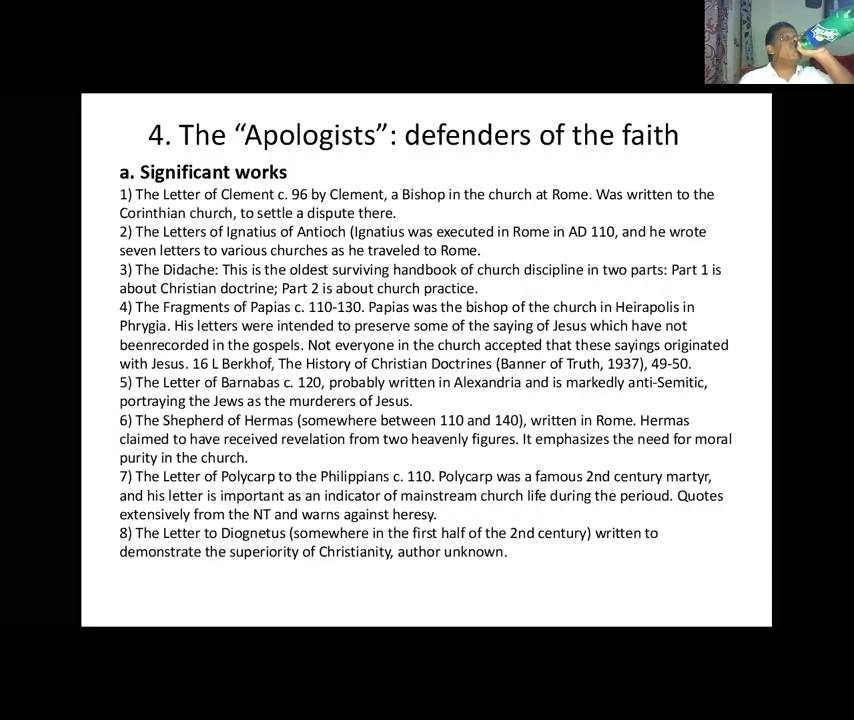 4. The “Apologists”: defenders of the faith
a. Significant works
1) The Letter of Clement c. 96 by Clement, a Bishop in the church at Rome. Was written to the
Corinthian church, to settle a dispute there.
2) The Letters of Ignatius of Antioch (Ignatius was executed in Rome in AD 110, and he wrote
seven letters to various churches as he traveled to Rome.
3) The Didache: This is the oldest surviving handbook of church discipline in two parts: Part 1 is
about Christian doctrine; Part 2 is about church practice.
4) The Fragments of Papias c. 110-130. Papias was the bishop of the church in Heirapolis in
Phrygia. His letters were intended to preserve some of the saying of Jesus which have not
beenrecorded in the gospels. Not everyone in the church accepted that these sayings originated
with Jesus. 16 L Berkhof, The History of Christian Doctrines (Banner of Truth, 1937), 49-50.
5) The Letter of Barnabas c. 120, probably written in Alexandria and is markedly anti-Semitic,
portraying the Jews as the murderers of Jesus.
6) The Shepherd of Hermas (somewhere between 110 and 140), written in Rome. Hermas
claimed to have received revelation from two heavenly figures. It emphasizes the need for moral
purity in the church.
7) The Letter of Polycarp to the Philippians c. 110. Polycarp was a famous 2nd century martyr,
and his letter is important as an indicator of mainstream church life during the perioud. Quotes
extensively from the NT and warns against heresy.
8) The Letter to Diognetus (somewhere in the first half of the 2nd century) written to
demonstrate the superiority of Christianity, author unknown.